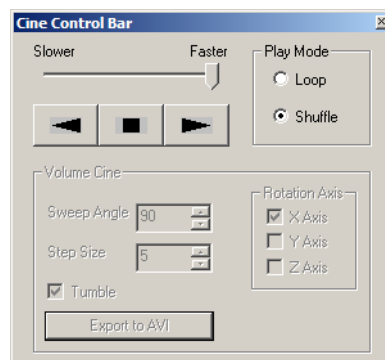 Cine Control Bar
Slower Faster
Play Mode
Loop
Shuffle
Volume Cine
Sweep Angle 90
Step Size 5
Tumble
Export to AVI
Rotation Axis
X Axis
Y Axis
Z Axis